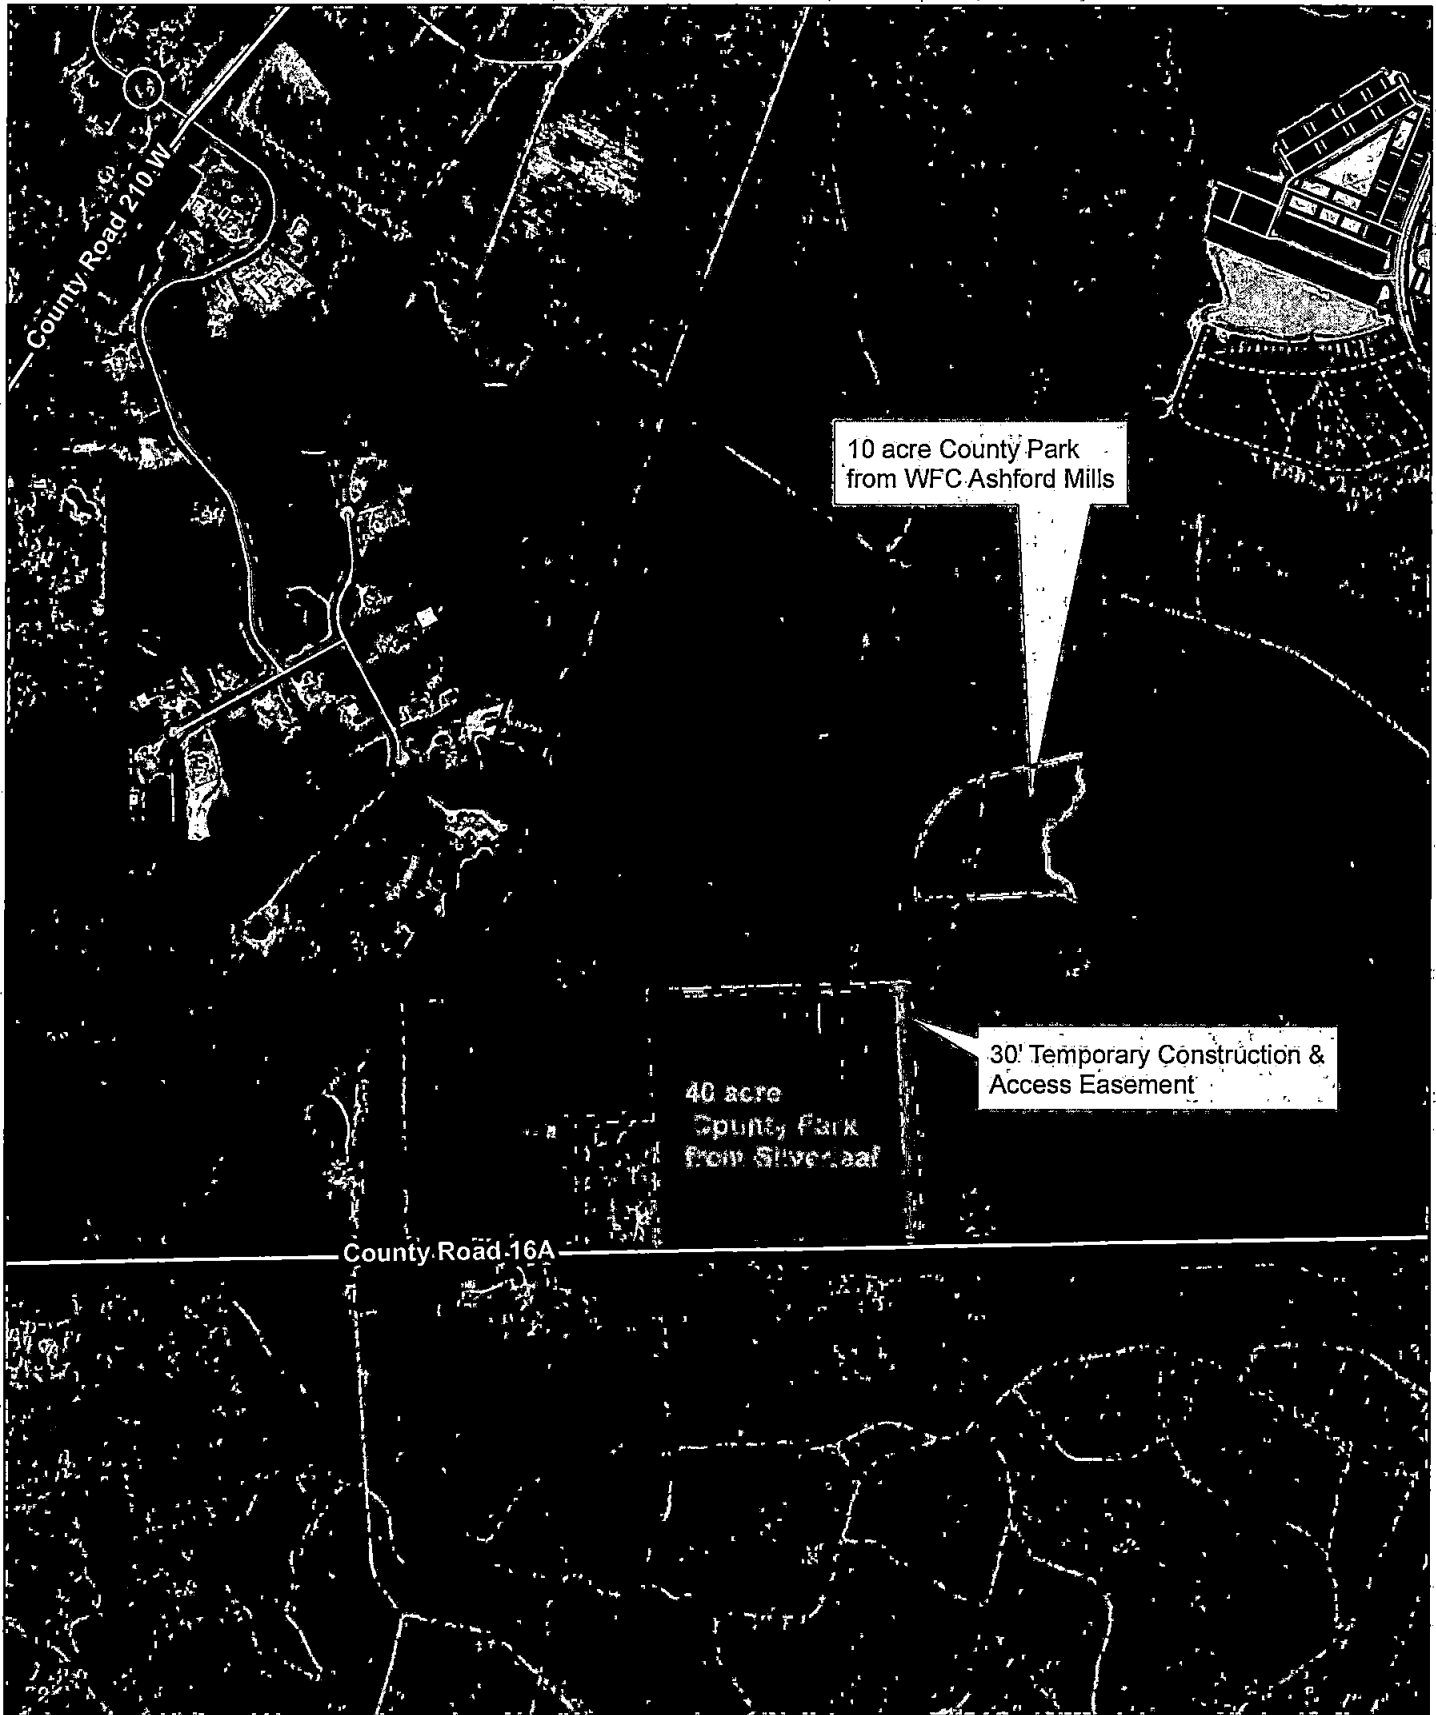 County Road 210 W
10 acre County Park
from WFC Ashford Mills
30' Temporary Construction &
Access Easement
40 acre
County Park
from Silverleaf
County Road 16A